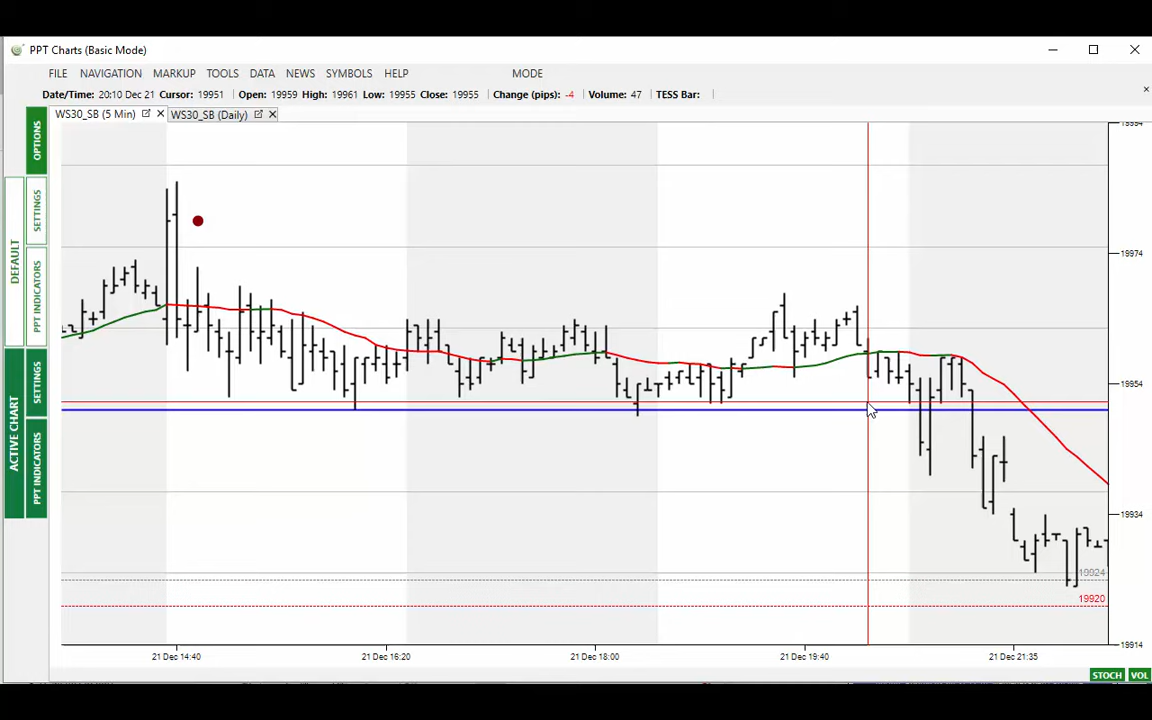 PPT Charts (Basic Mode)
FILE NAVIGATION MARKUP TOOLS DATA NEWS SYMBOLS HELP MODE
Date/Time: 20:10 Dec 21 Cursor: 19951 Open: 19959 High: 19961 Low: 19955 Close: 19955 Change (pips): -4 Volume: 47 TESS Bar:
WS30_SB (5 Min) WS30_SB (Daily)
OPTIONS
DEFAULT
SETTINGS
PPT INDICATORS
ACTIVE CHART
SETTINGS
PPT INDICATORS
19974
19954
19934
19924
19920
19914
21 Dec 14:40 21 Dec 16:20 21 Dec 18:00 21 Dec 19:40 21 Dec 21:35
STOCH VOL